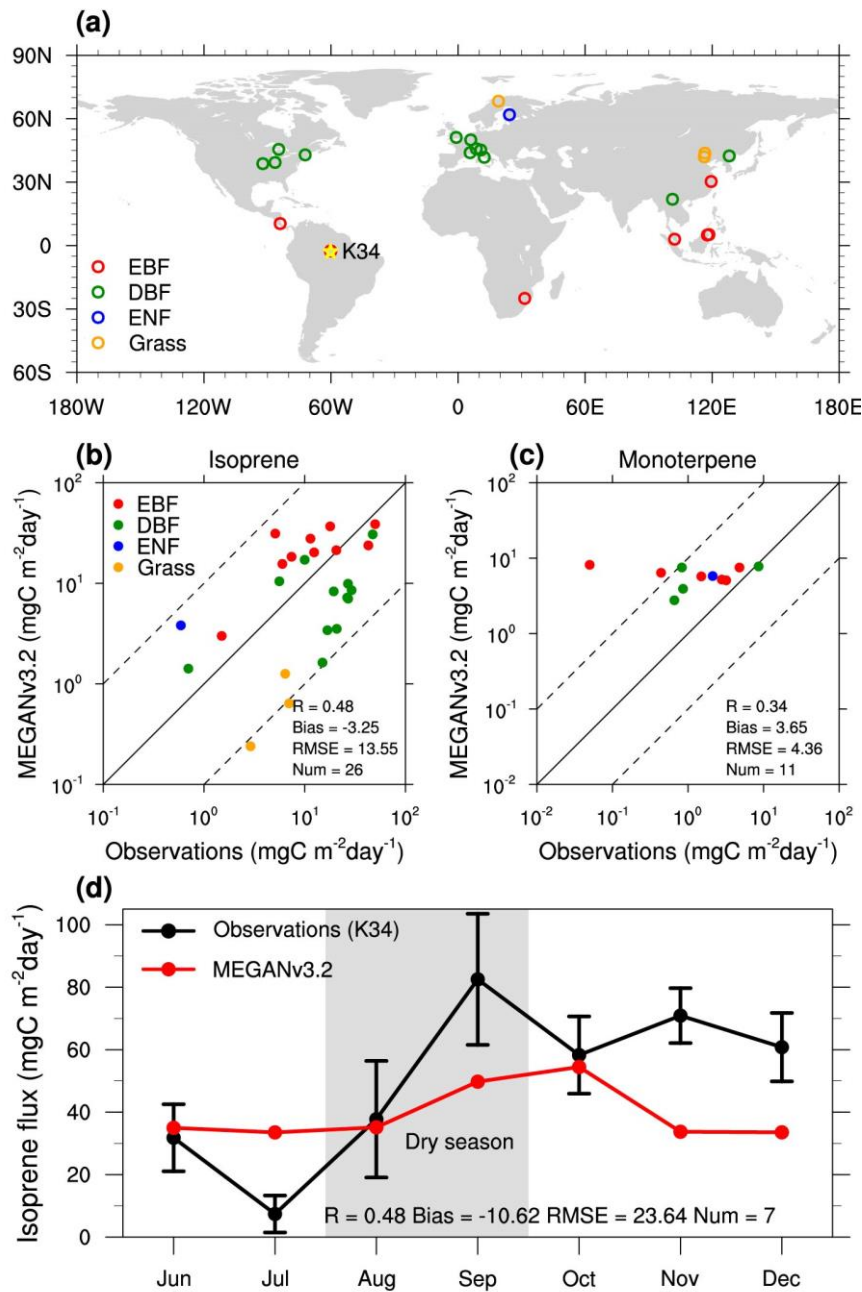 (a)
90N
60N
30N
0
30S
60S
K34
EBF
DBF
ENF
Grass
180W 120W 60W 0 60E 120E 180E
(b) Isoprene
MEGANv3.2 (mgC m⁻²day⁻¹)
10²
10¹
10⁰
10⁻¹
EBF
DBF
ENF
Grass
R = 0.48
Bias = -3.25
RMSE = 13.55
Num = 26
10⁻¹ 10⁰ 10¹ 10²
Observations (mgC m⁻²day⁻¹)
(c) Monoterpene
MEGANv3.2 (mgC m⁻²day⁻¹)
10²
10¹
10⁰
10⁻¹
10⁻²
R = 0.34
Bias = 3.65
RMSE = 4.36
Num = 11
10⁻² 10⁻¹ 10⁰ 10¹ 10²
Observations (mgC m⁻²day⁻¹)
(d)
Isoprene flux (mgC m⁻²day⁻¹)
100
80
60
40
20
0
Observations (K34)
MEGANv3.2
Dry season
R = 0.48 Bias = -10.62 RMSE = 23.64 Num = 7
Jun Jul Aug Sep Oct Nov Dec